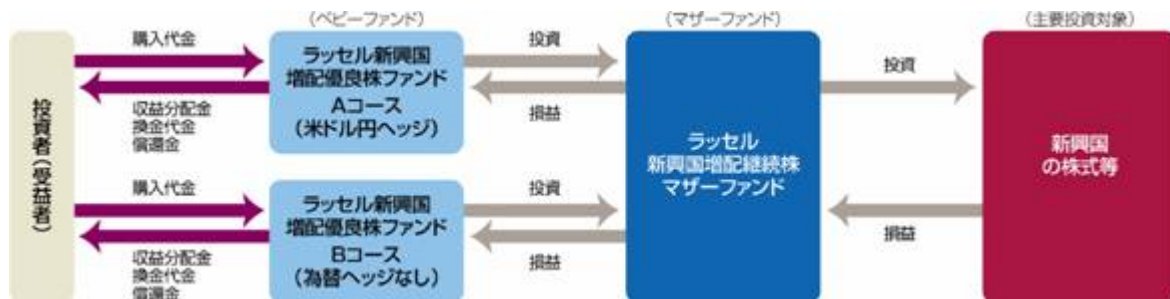 (ベビーファンド)
(マザーファンド)
(主要投資対象)
投資者(受益者)
購入代金
収益分配金
換金代金
償還金
ラッセル新興国
増配優良株ファンド
Aコース
(米ドル円ヘッジ)
投資
損益
購入代金
収益分配金
換金代金
償還金
ラッセル新興国
増配優良株ファンド
Bコース
(為替ヘッジなし)
投資
損益
ラッセル
新興国増配継続株
マザーファンド
投資
損益
新興国
の株式等